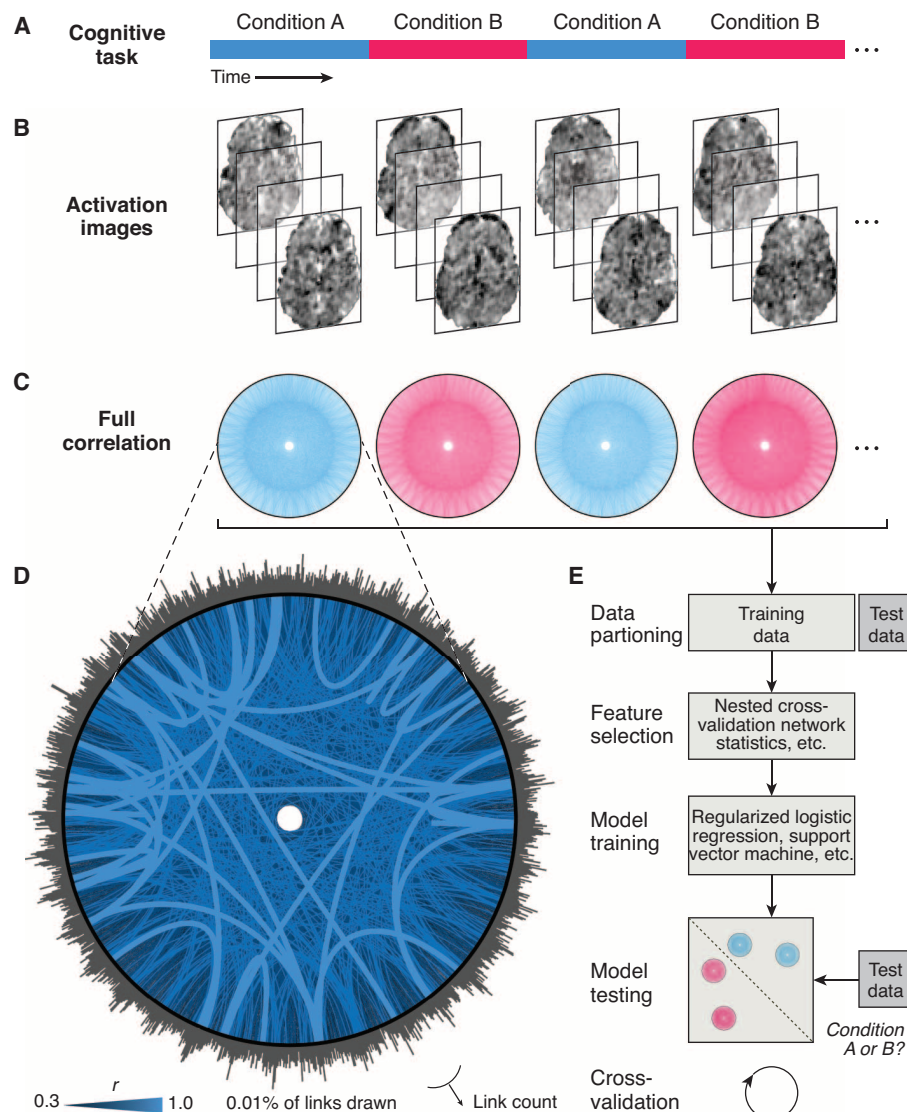 A
Cognitive
task
Condition A
Condition B
Condition A
Condition B
...
Time
B
Activation
images
...
C
Full
correlation
...
D
r
0.3
1.0
0.01% of links drawn
Link count
E
Data
partioning
Training
data
Test
data
Feature
selection
Nested cross-
validation network
statistics, etc.
Model
training
Regularized logistic
regression, support
vector machine, etc.
Model
testing
Test
data
Condition
A or B?
Cross-
validation